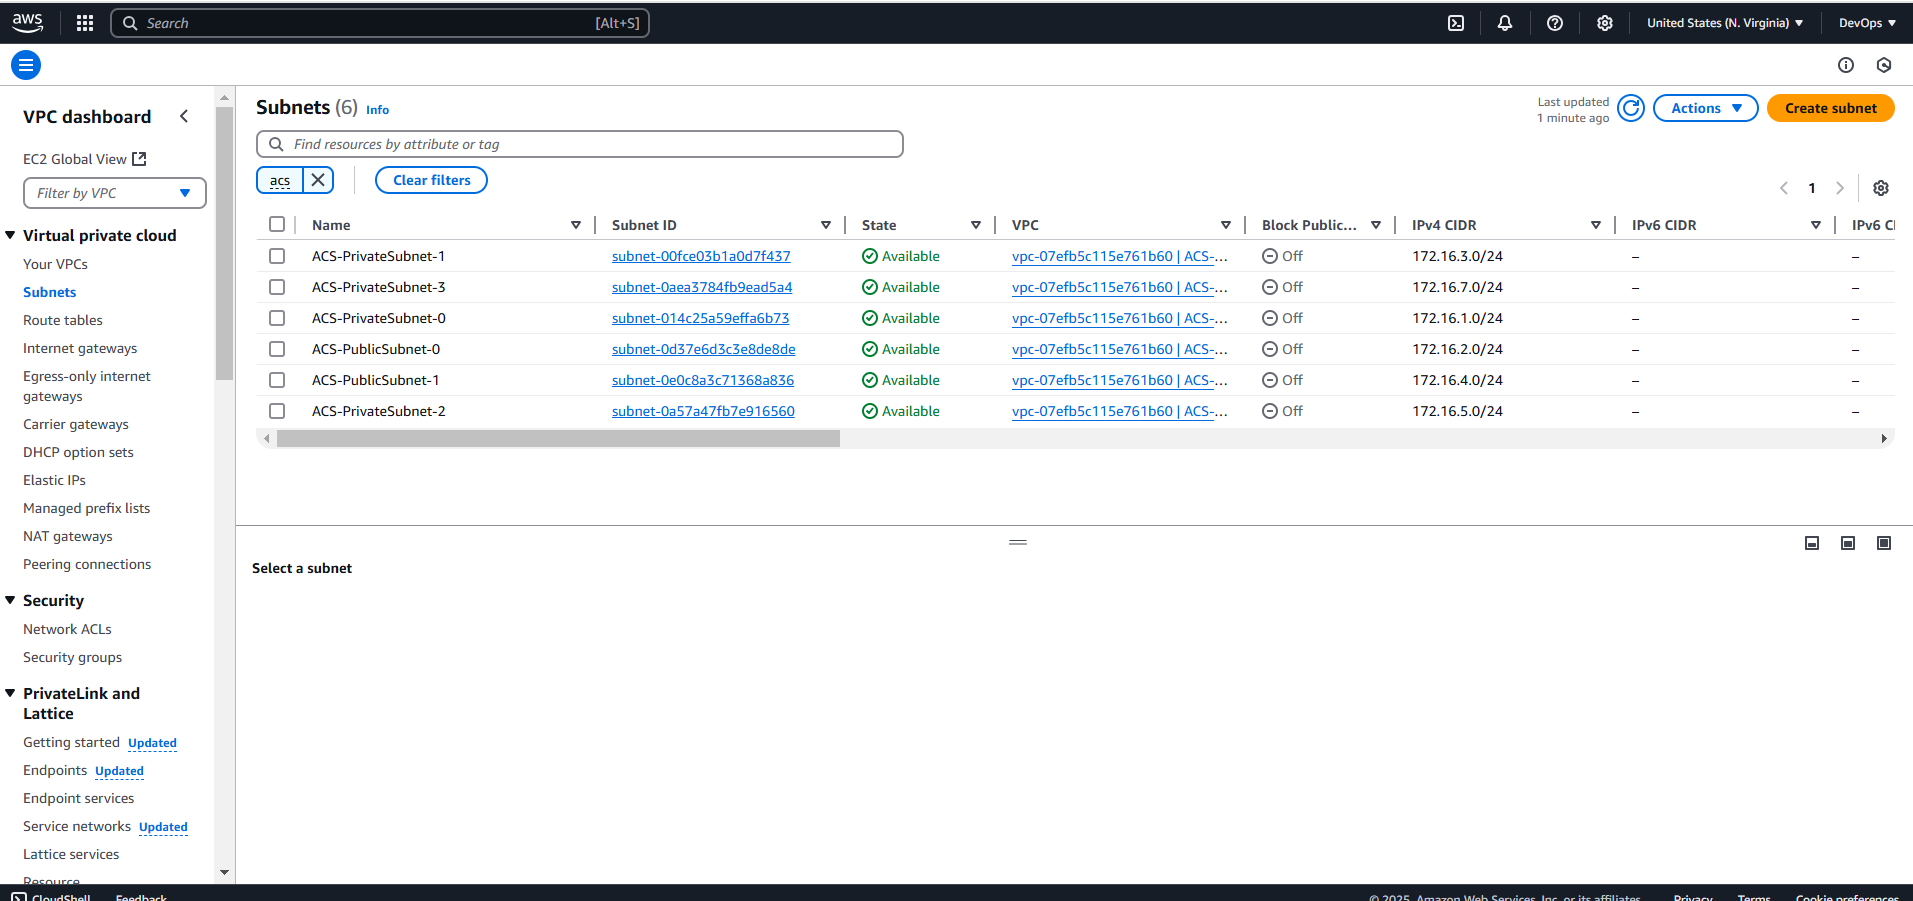 aws
Search [Alt+S]
United States (N. Virginia)
DevOps
VPC dashboard
EC2 Global View
Filter by VPC
Virtual private cloud
Your VPCs
Subnets
Route tables
Internet gateways
Egress-only internet
gateways
Carrier gateways
DHCP option sets
Elastic IPs
Managed prefix lists
NAT gateways
Peering connections
Security
Network ACLs
Security groups
PrivateLink and
Lattice
Getting started Updated
Endpoints Updated
Endpoint services
Service networks Updated
Lattice services
Resource
Subnets (6) Info
Last updated
1 minute ago
Actions
Create subnet
Find resources by attribute or tag
acs
Clear filters
1
Name Subnet ID State VPC Block Public... IPv4 CIDR IPv6 CIDR IPv6 CI
ACS-PrivateSubnet-1 subnet-00fce03b1a0d7f437 Available vpc-07efb5c115e761b60 | ACS-... Off 172.16.3.0/24 – –
ACS-PrivateSubnet-3 subnet-0aea3784fb9ead5a4 Available vpc-07efb5c115e761b60 | ACS-... Off 172.16.7.0/24 – –
ACS-PrivateSubnet-0 subnet-014c25a59effa6b73 Available vpc-07efb5c115e761b60 | ACS-... Off 172.16.1.0/24 – –
ACS-PublicSubnet-0 subnet-0d37e6d3c3e8de8de Available vpc-07efb5c115e761b60 | ACS-... Off 172.16.2.0/24 – –
ACS-PublicSubnet-1 subnet-0e0c8a3c71368a836 Available vpc-07efb5c115e761b60 | ACS-... Off 172.16.4.0/24 – –
ACS-PrivateSubnet-2 subnet-0a57a47fb7e916560 Available vpc-07efb5c115e761b60 | ACS-... Off 172.16.5.0/24 – –
Select a subnet
CloudShell Feedback © 2025, Amazon Web Services, Inc. or its affiliates. Privacy Terms Cookie preferences